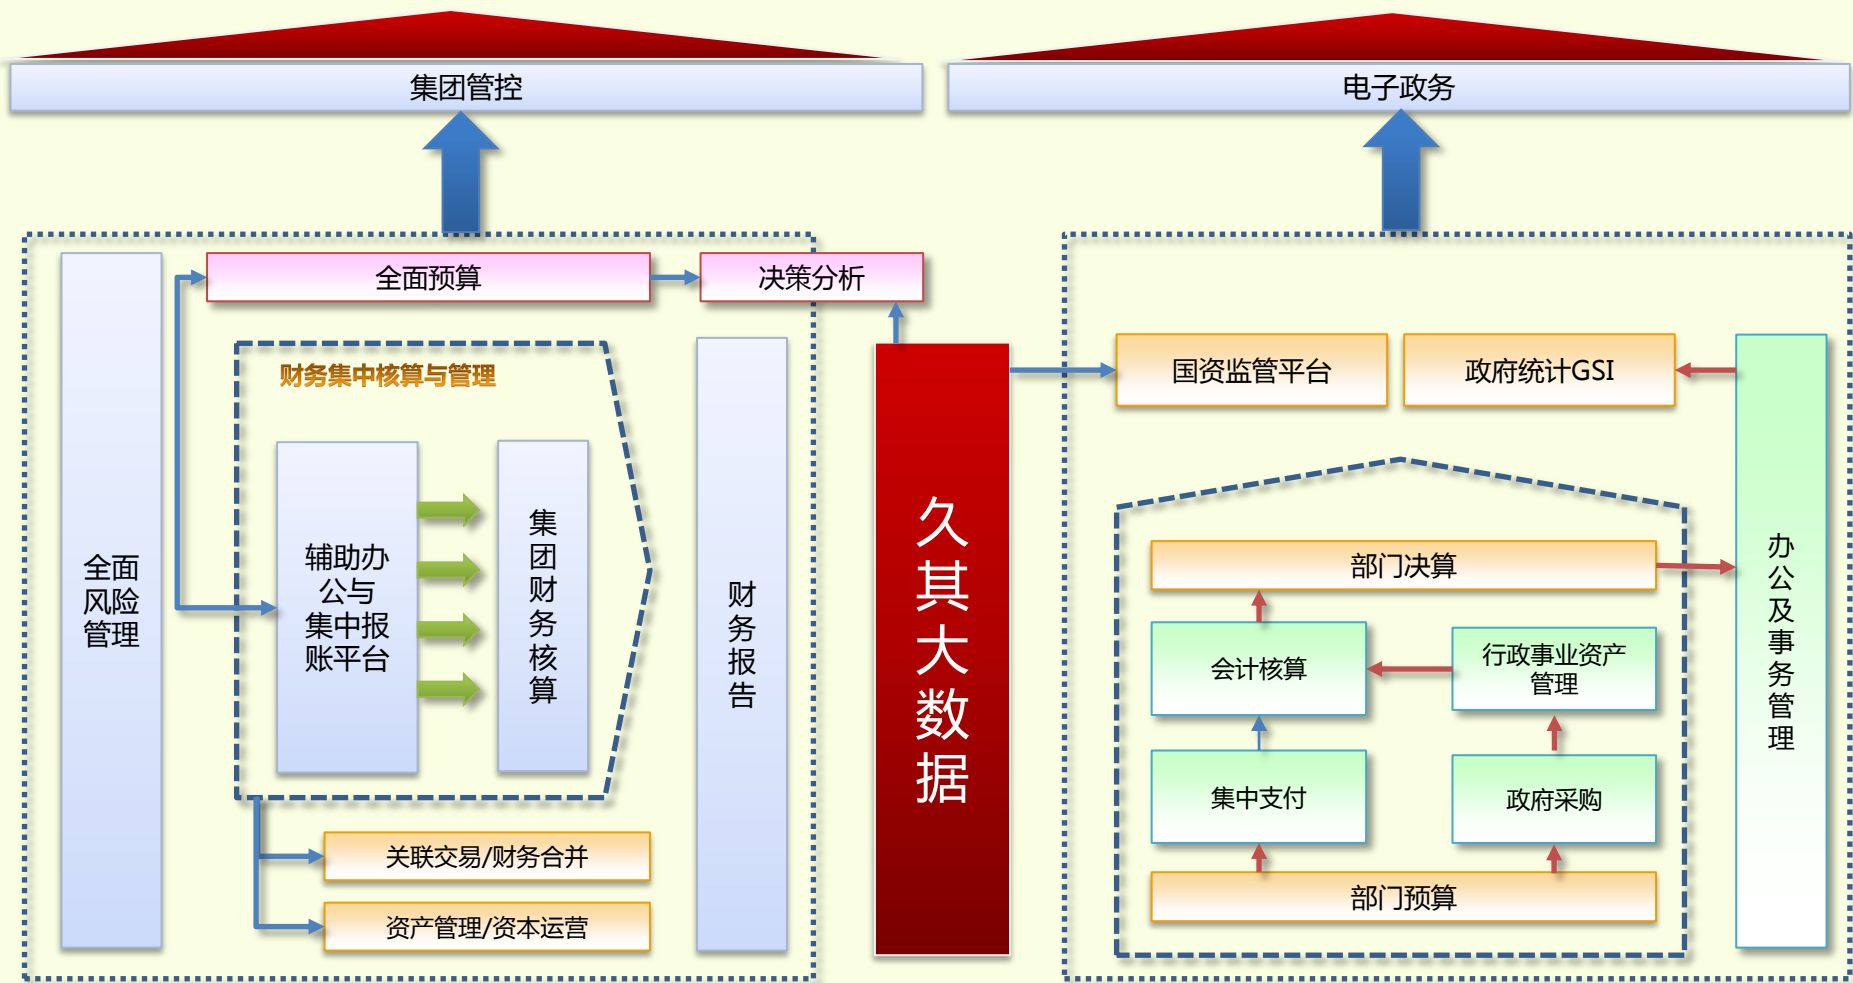 集团管控
电子政务
全面
风险
管理
全面预算
决策分析
财务集中核算与管理
辅助办
公与
集中报
账平台
集
团
财
务
核
算
财
务
报
告
关联交易/财务合并
资产管理/资本运营
久
其
大
数
据
国资监管平台
政府统计GSI
部门决算
会计核算
行政事业资产
管理
集中支付
政府采购
部门预算
办
公
及
事
务
管
理